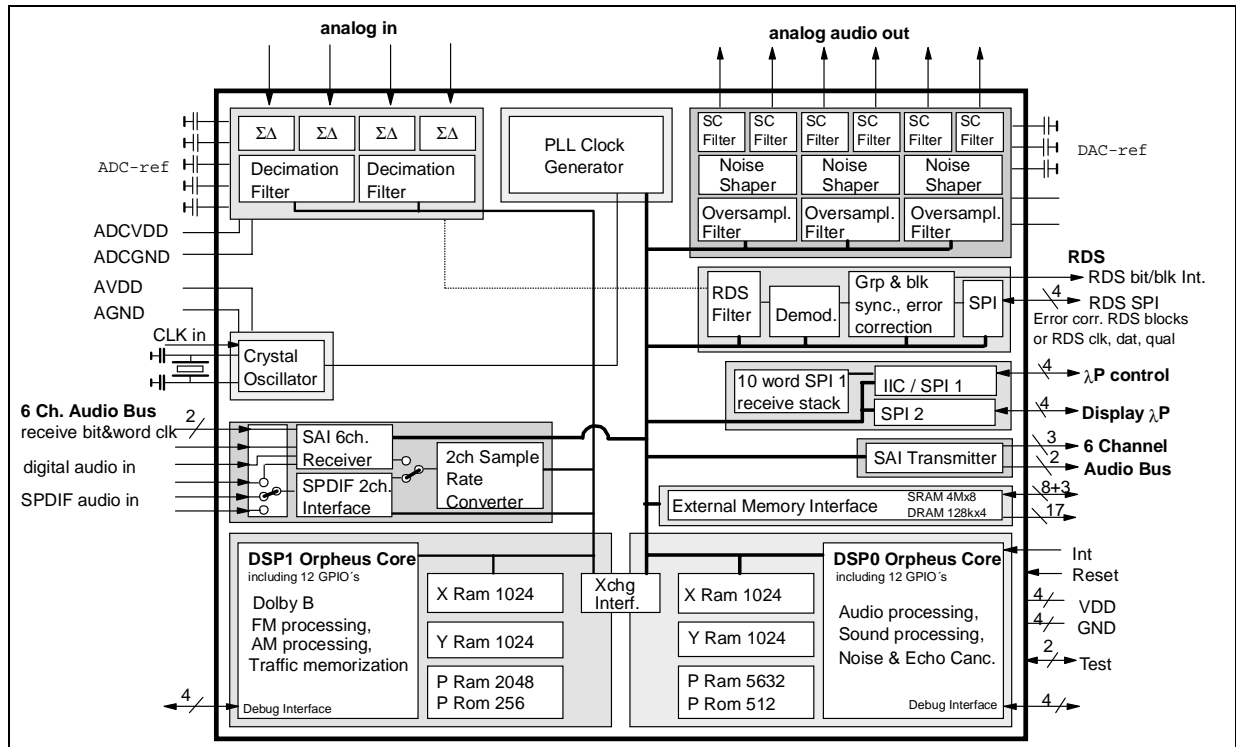 analog in
analog audio out
ΣΔ ΣΔ ΣΔ ΣΔ
Decimation Filter
Decimation Filter
PLL Clock Generator
SC Filter
SC Filter
SC Filter
SC Filter
SC Filter
SC Filter
Noise Shaper
Noise Shaper
Noise Shaper
Oversampl. Filter
Oversampl. Filter
Oversampl. Filter
ADC-ref
DAC-ref
ADCVDD
ADCGND
AVDD
AGND
CLK in
Crystal Oscillator
RDS
RDS bit/blk Int.
4
RDS SPI
Error corr. RDS blocks
or RDS clk, dat, qual
RDS Filter
Demod.
Grp & blk
sync., error
correction
SPI
10 word SPI 1
receive stack
IIC / SPI 1
SPI 2
4
λP control
4
Display λP
6 Ch. Audio Bus
receive bit&word clk
2
digital audio in
SPDIF audio in
SAI 6ch.
Receiver
SPDIF 2ch.
Interface
2ch Sample
Rate
Converter
SAI Transmitter
3
6 Channel
2
Audio Bus
External Memory Interface
SRAM 4Mx8
DRAM 128kx4
8+3
17
DSP1 Orpheus Core
including 12 GPIO´s
Dolby B
FM processing,
AM processing,
Traffic memorization
Debug Interface
4
X Ram 1024
Y Ram 1024
P Ram 2048
P Rom 256
Xchg
Interf.
X Ram 1024
Y Ram 1024
P Ram 5632
P Rom 512
DSP0 Orpheus Core
including 12 GPIO´s
Audio processing,
Sound processing,
Noise & Echo Canc.
Debug Interface
Int
Reset
4
VDD
4
GND
2
Test
4